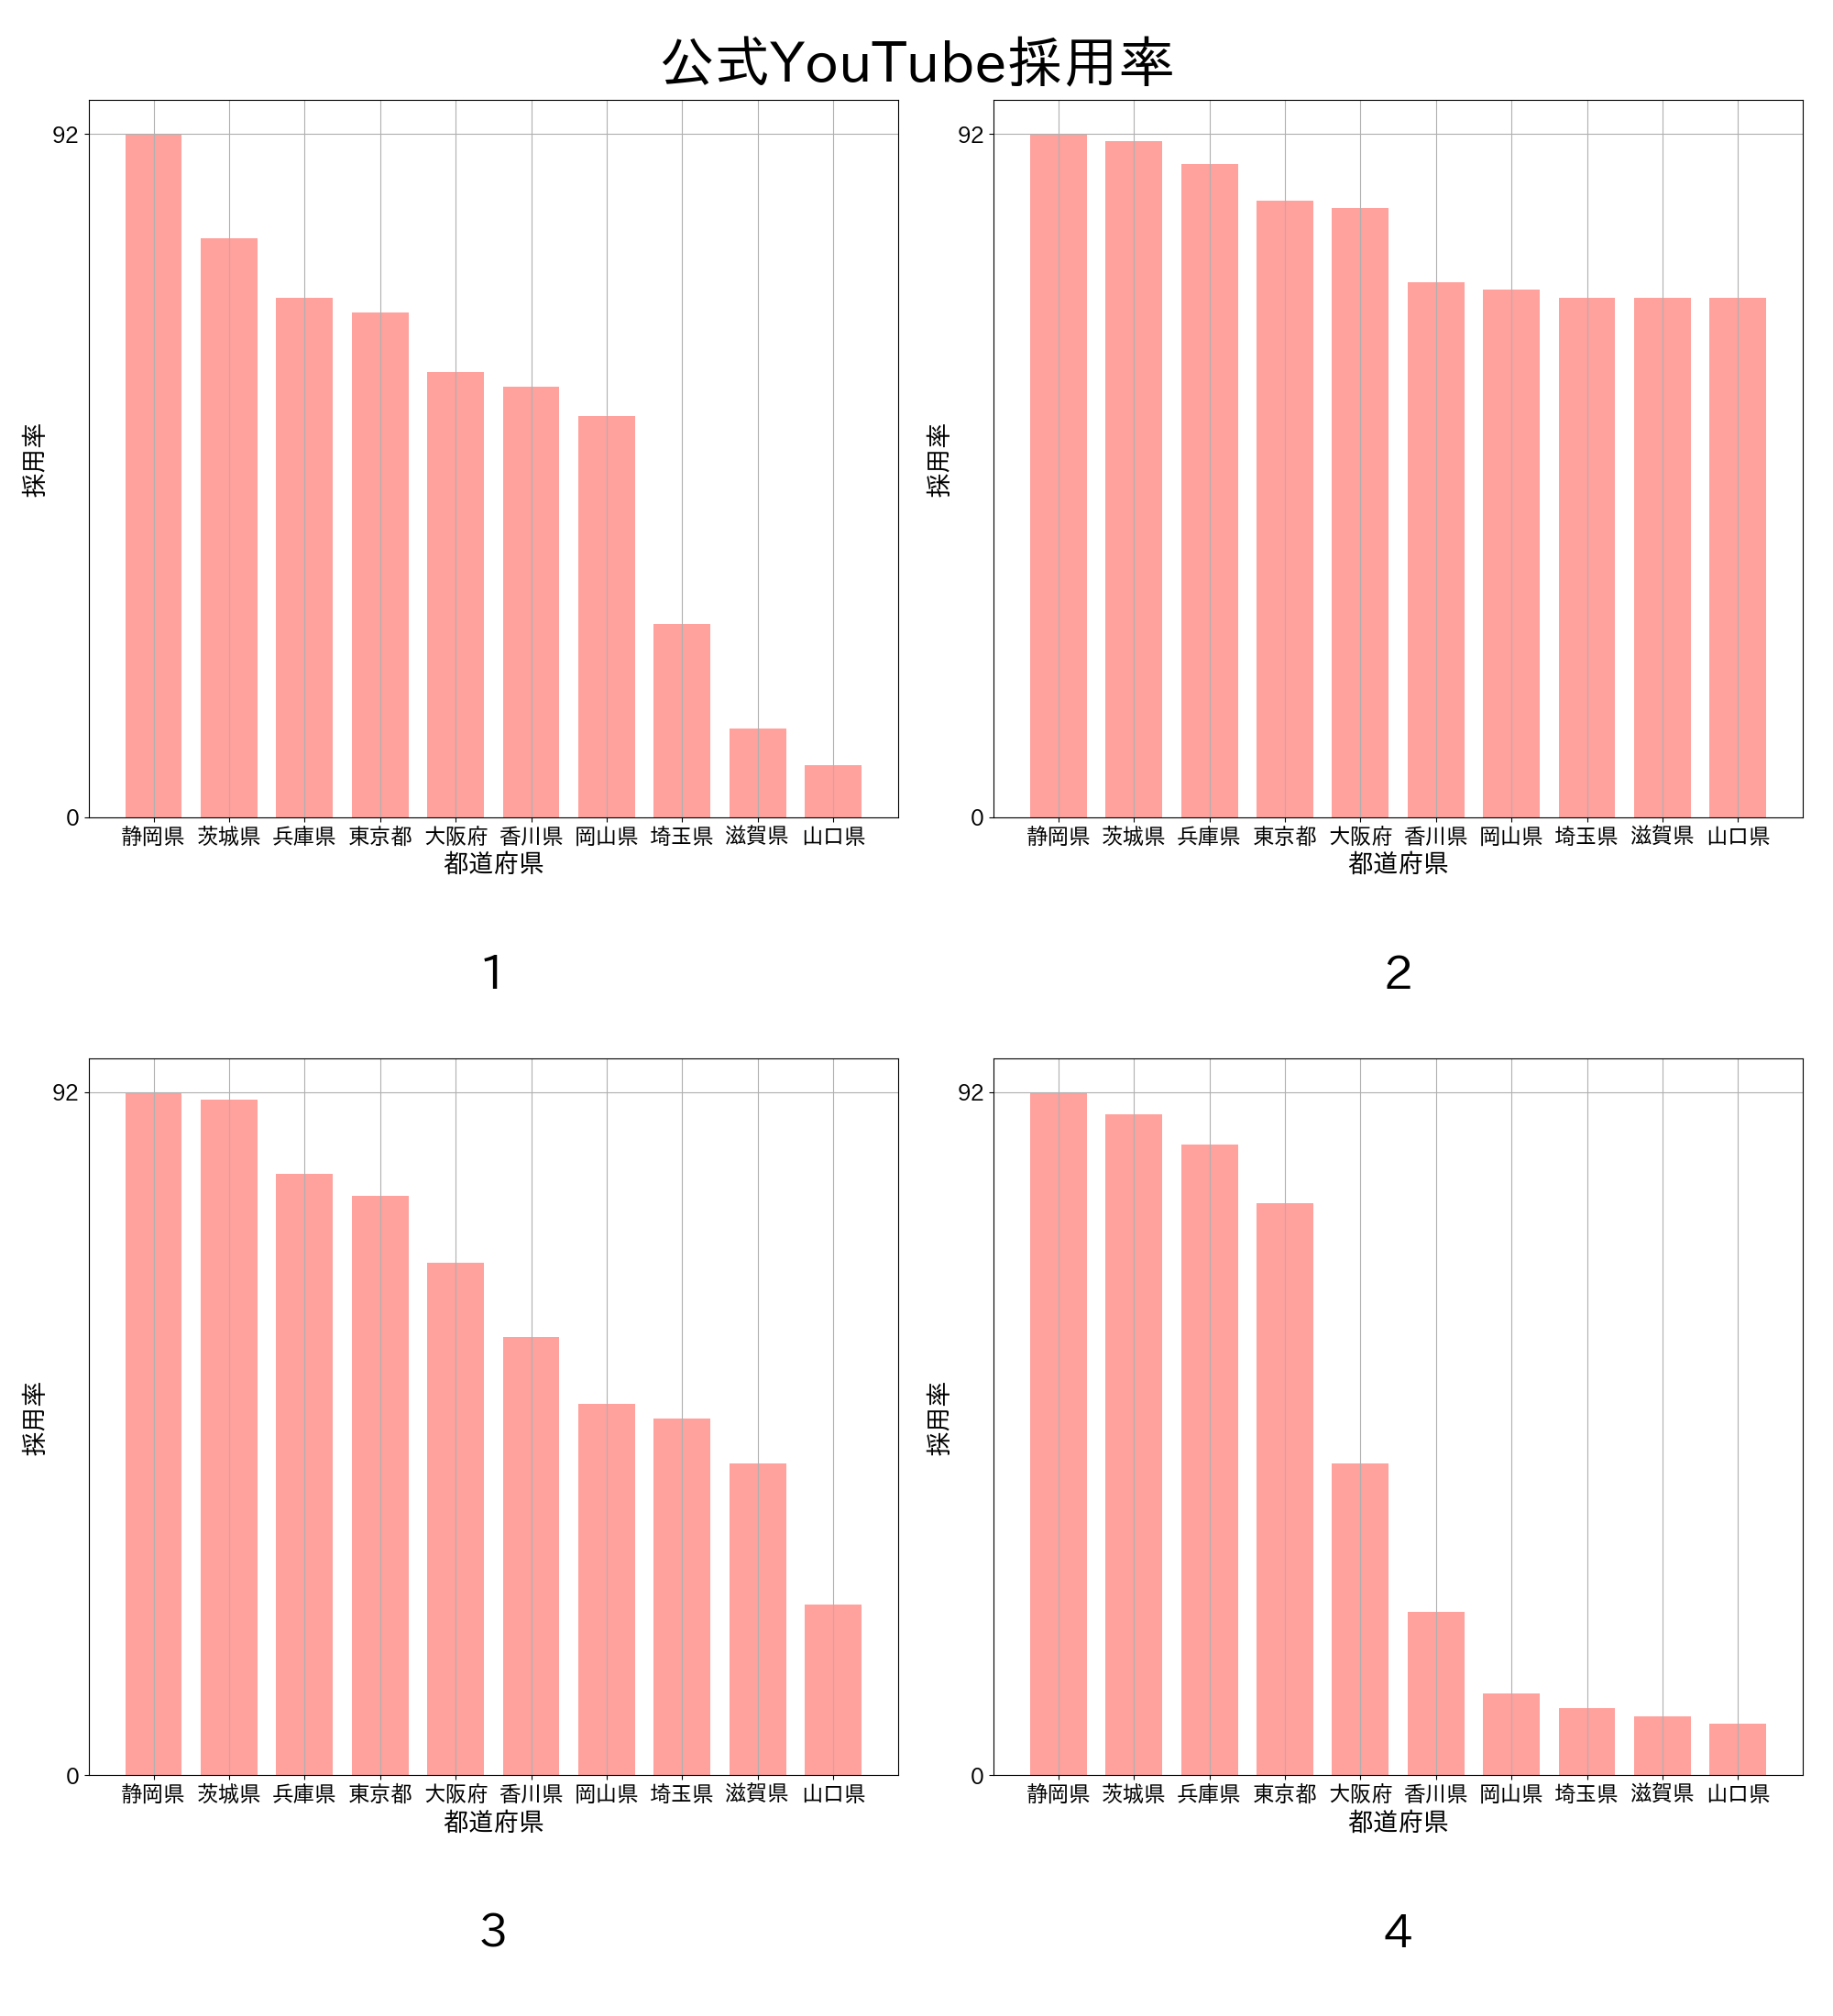 公式YouTube採用率
92
0
採用率
静岡県 茨城県 兵庫県 東京都 大阪府 香川県 岡山県 埼玉県 滋賀県 山口県
都道府県
1
92
0
採用率
静岡県 茨城県 兵庫県 東京都 大阪府 香川県 岡山県 埼玉県 滋賀県 山口県
都道府県
2
92
0
採用率
静岡県 茨城県 兵庫県 東京都 大阪府 香川県 岡山県 埼玉県 滋賀県 山口県
都道府県
3
92
0
採用率
静岡県 茨城県 兵庫県 東京都 大阪府 香川県 岡山県 埼玉県 滋賀県 山口県
都道府県
4